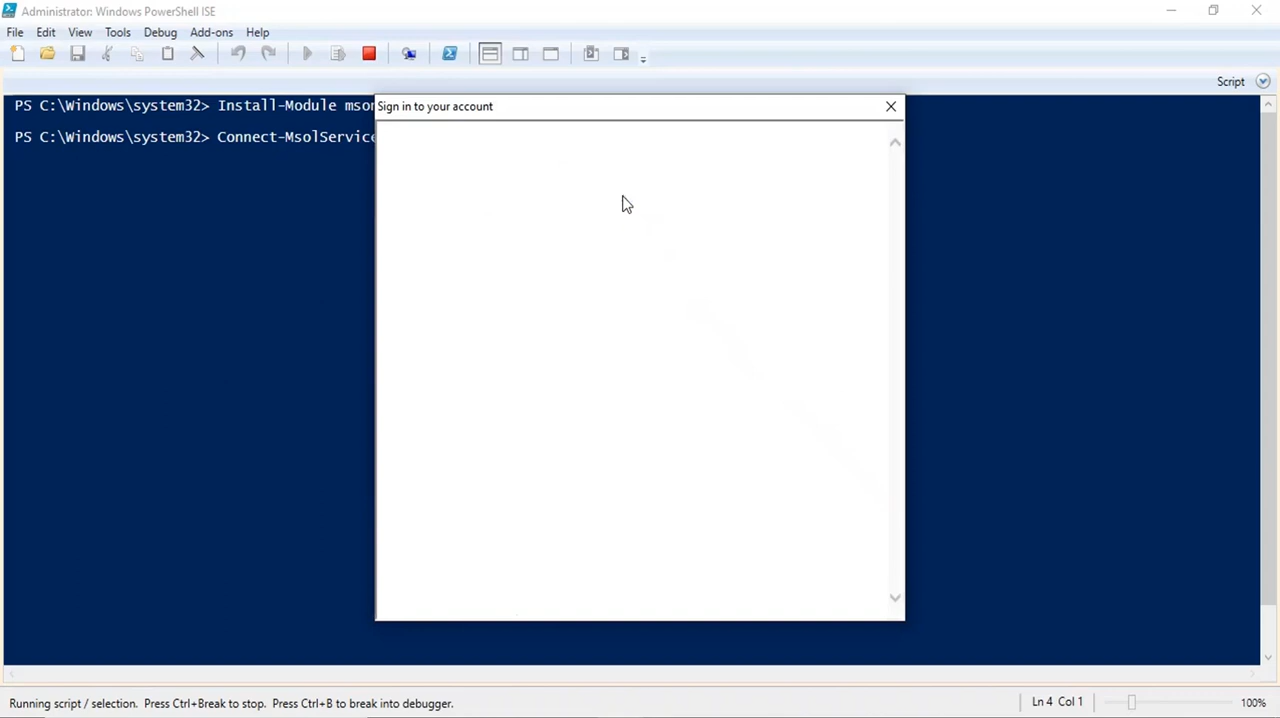 Administrator: Windows PowerShell ISE
File Edit View Tools Debug Add-ons Help
Script
PS C:\Windows\system32> Install-Module
Sign in to your account
PS C:\Windows\system32> Connect-MsolService
Running script / selection. Press Ctrl+Break to stop. Press Ctrl+B to break into debugger.
Ln 4 Col 1
100%